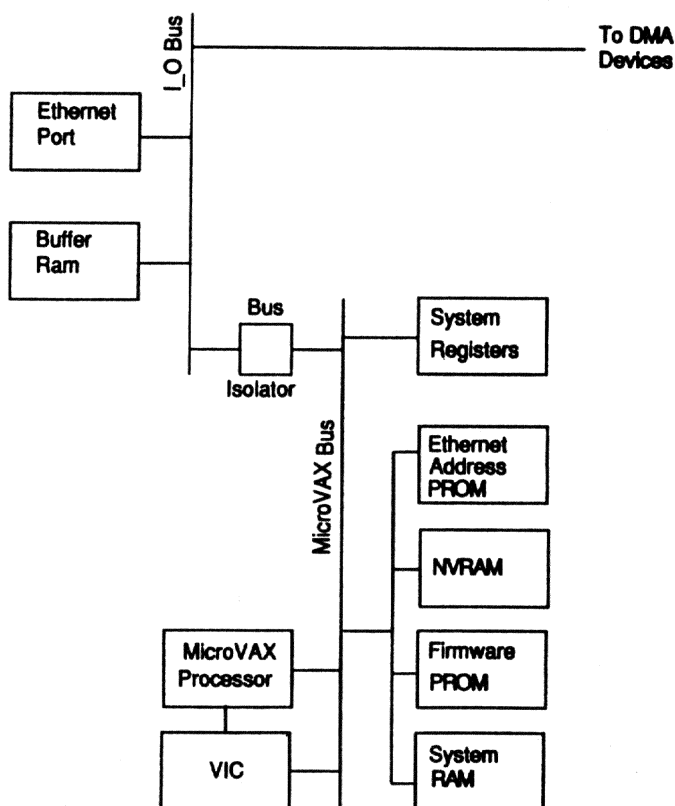 I_O Bus
To DMA
Devices
Ethernet
Port
Buffer
Ram
Bus
Isolator
System
Registers
MicroVAX Bus
Ethernet
Address
PROM
NVRAM
MicroVAX
Processor
Firmware
PROM
VIC
System
RAM